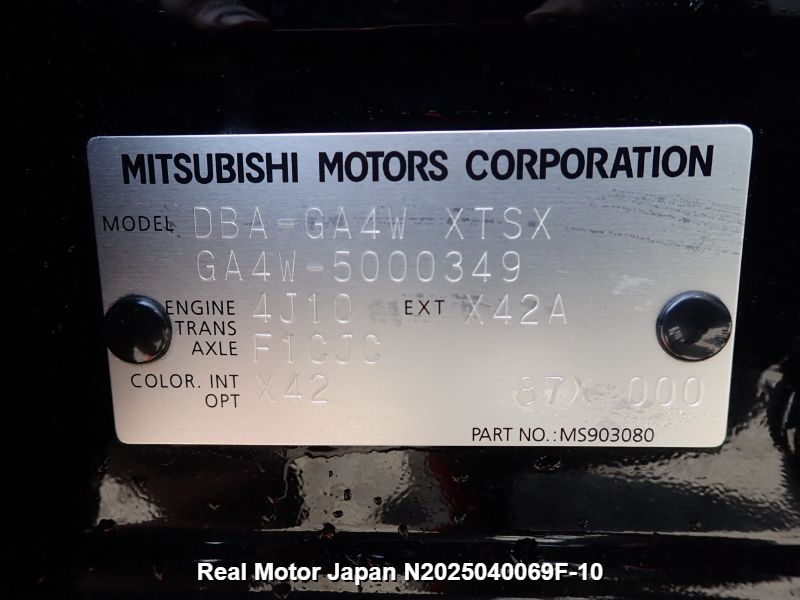 MITSUBISHI MOTORS CORPORATION
MODEL DBA-GA4W XTSX
GA4W-5000349
ENGINE 4J10 EXT X42A
TRANS
AXLE F1CJC
COLOR. INT X42 87X 000
OPT
PART NO.:MS903080
Real Motor Japan N2025040069F-10